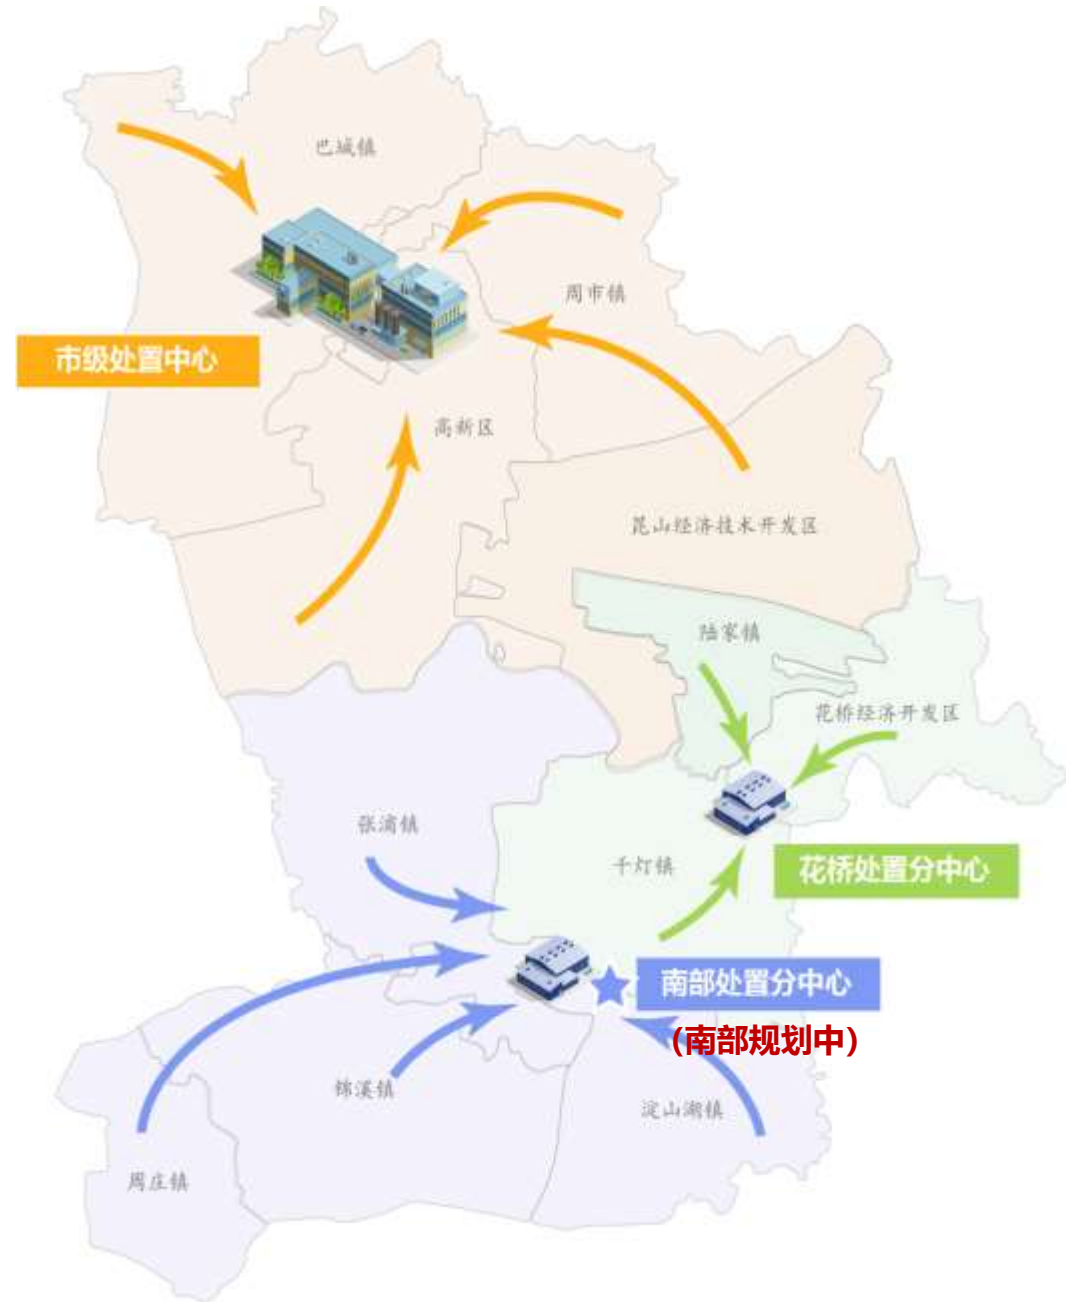 巴城镇
周市镇
市级处置中心
高新区
昆山经济技术开发区
陆家镇
花桥经济开发区
张浦镇
千灯镇
花桥处置分中心
南部处置分中心
(南部规划中)
锦溪镇
淀山湖镇
周庄镇